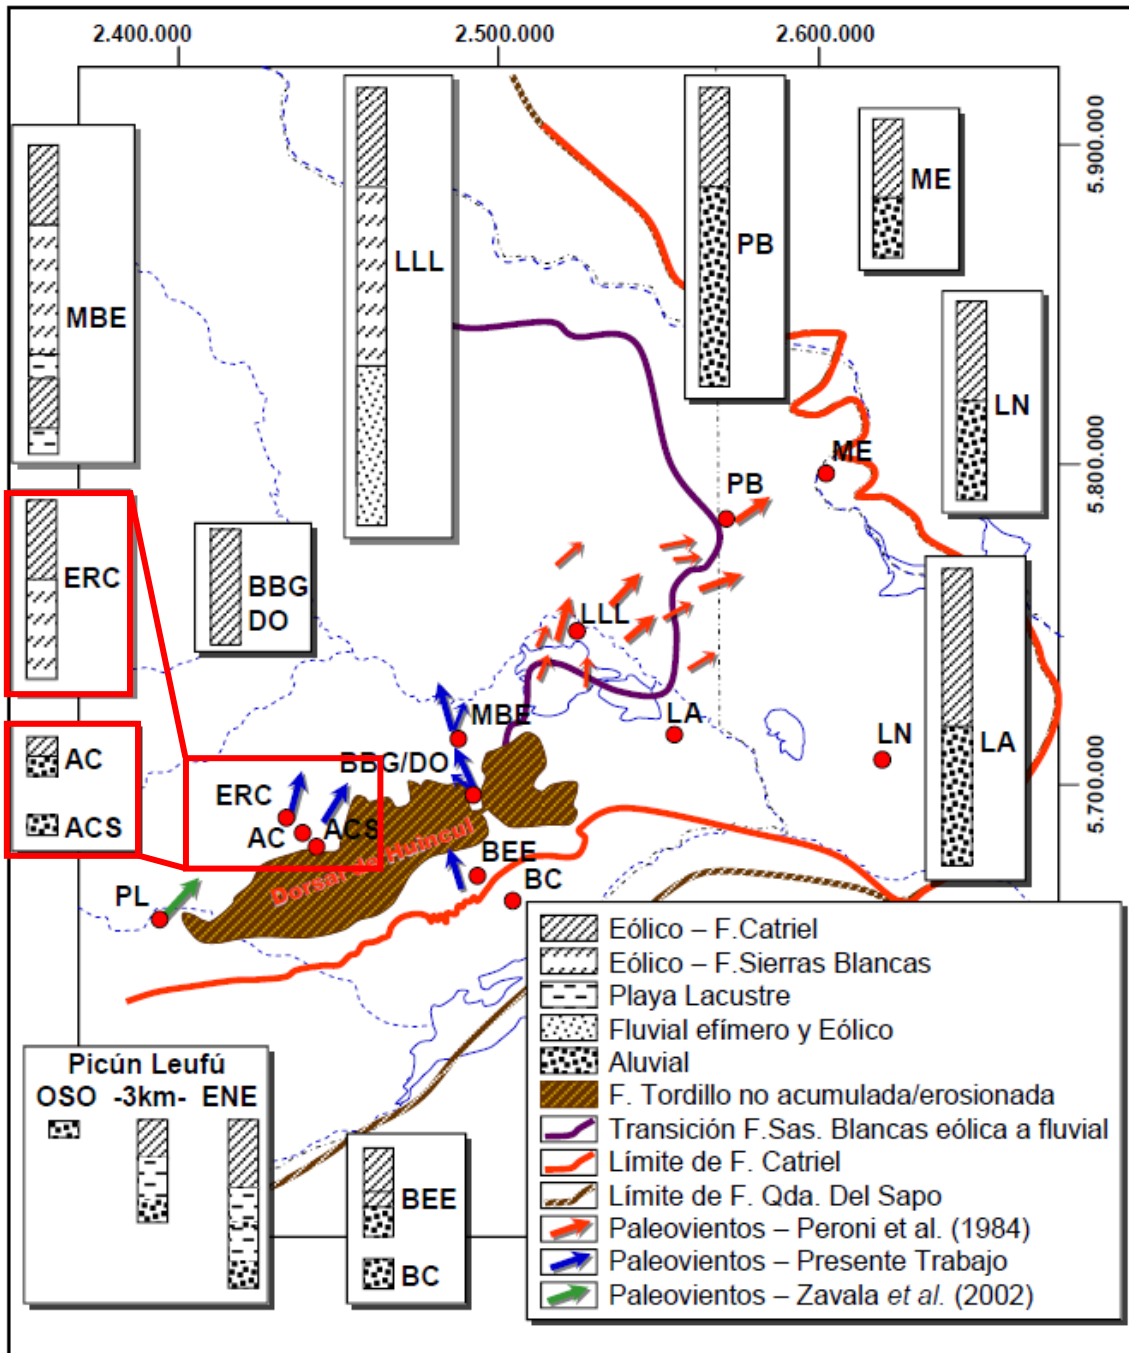 2.400.000
2.500.000
2.600.000
5.900.000
5.800.000
5.700.000
MBE
LLL
PB
ME
LN
LA
ERC
BBG
DO
AC
ACS
ME
PB
LLL
MBE
LA
LN
BBG/DO
ERC
AC
ACS
Dorsal de Huincul
BEE
BC
PL
Picún Leufú
OSO -3km- ENE
BEE
BC
Eólico – F.Catriel
Eólico – F.Sierras Blancas
Playa Lacustre
Fluvial efímero y Eólico
Aluvial
F. Tordillo no acumulada/erosionada
Transición F.Sas. Blancas eólica a fluvial
Límite de F. Catriel
Límite de F. Qda. Del Sapo
Paleovientos – Peroni et al. (1984)
Paleovientos – Presente Trabajo
Paleovientos – Zavala et al. (2002)